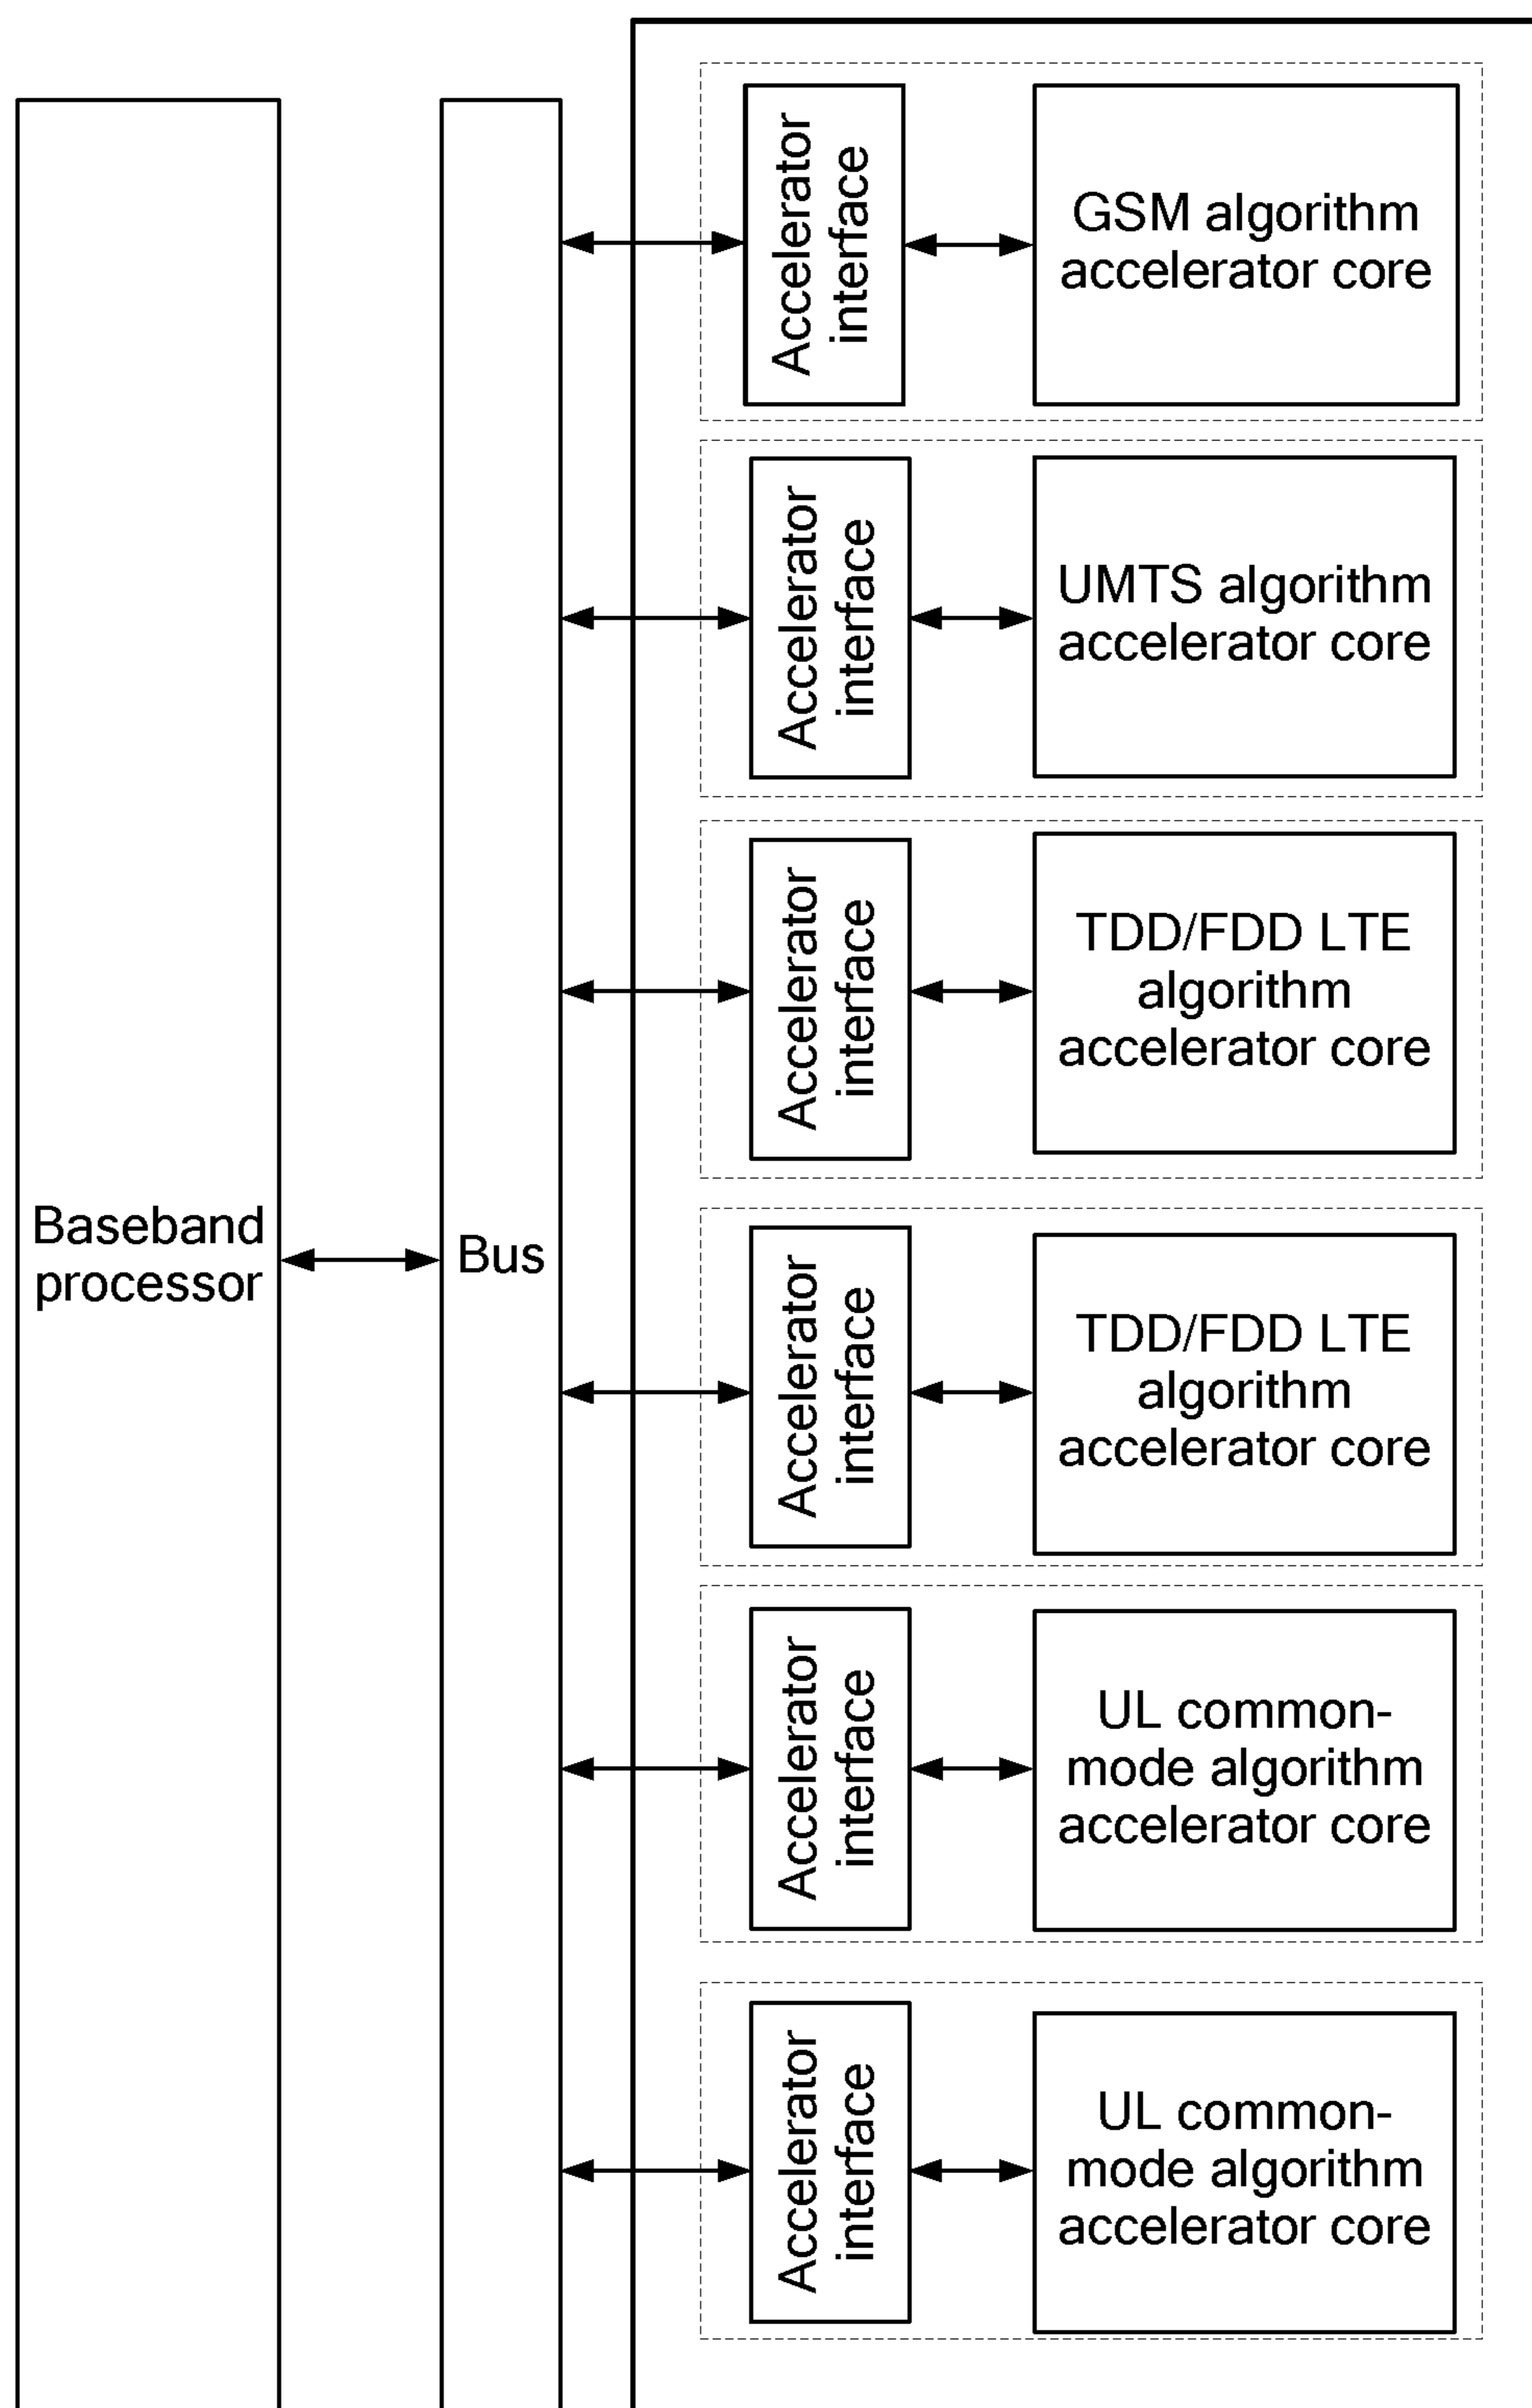 Accelerator
interface
GSM algorithm
accelerator core
Accelerator
interface
UMTS algorithm
accelerator core
Accelerator
interface
TDD/FDD LTE
algorithm
accelerator core
Baseband
processor
Bus
Accelerator
interface
TDD/FDD LTE
algorithm
accelerator core
Accelerator
interface
UL common-
mode algorithm
accelerator core
Accelerator
interface
UL common-
mode algorithm
accelerator core